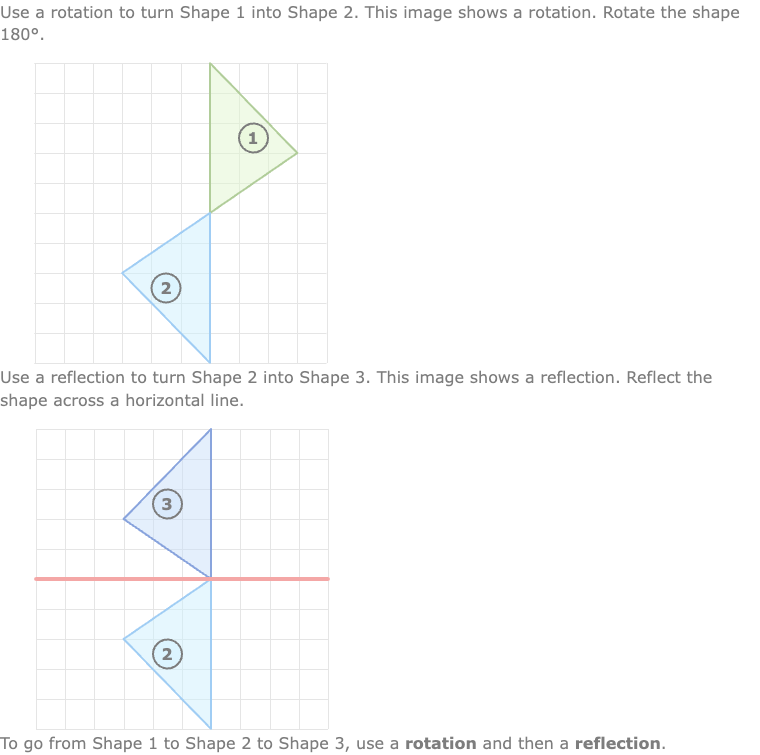 Use a rotation to turn Shape 1 into Shape 2. This image shows a rotation. Rotate the shape
180°.
1
2
Use a reflection to turn Shape 2 into Shape 3. This image shows a reflection. Reflect the
shape across a horizontal line.
3
2
To go from Shape 1 to Shape 2 to Shape 3, use a rotation and then a reflection.